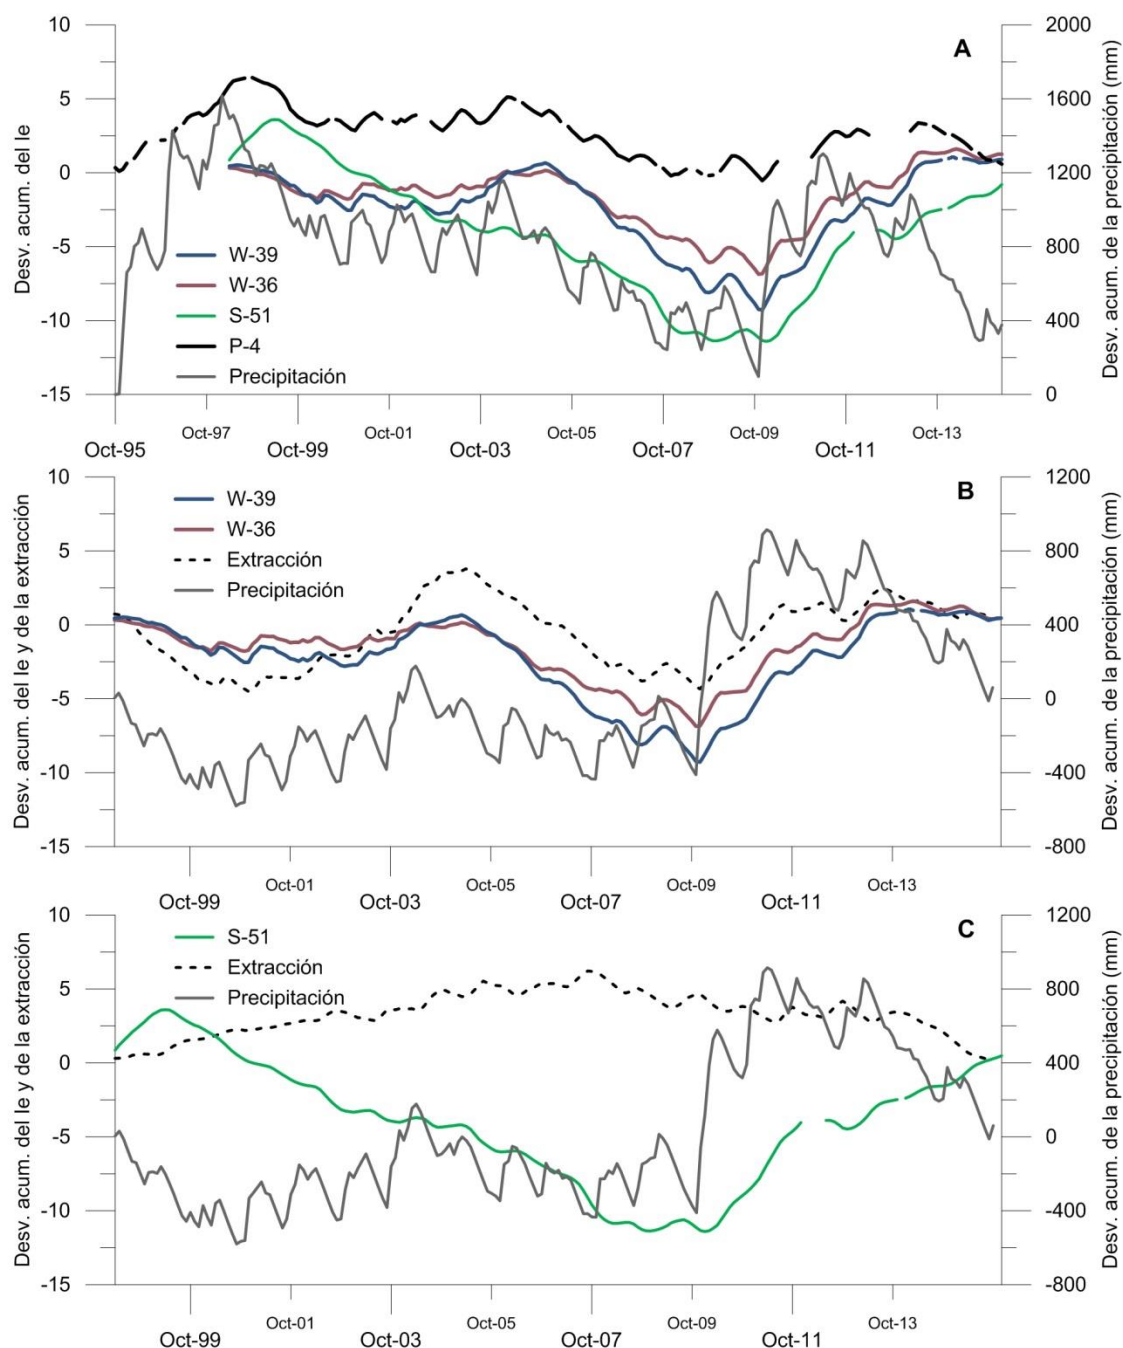 A
Desv. acum. del Ie
10
5
0
-5
-10
-15
W-39
W-36
S-51
P-4
Precipitación
2000
1600
1200
800
400
0
Desv. acum. de la precipitación (mm)
Oct-97 Oct-01 Oct-05 Oct-09 Oct-13
Oct-95 Oct-99 Oct-03 Oct-07 Oct-11
B
Desv. acum. del Ie y de la extracción
10
5
0
-5
-10
-15
W-39
W-36
Extracción
Precipitación
1200
800
400
0
-400
-800
Desv. acum. de la precipitación (mm)
Oct-01 Oct-05 Oct-09 Oct-13
Oct-99 Oct-03 Oct-07 Oct-11
C
Desv. acum. del Ie y de la extracción
10
5
0
-5
-10
-15
S-51
Extracción
Precipitación
1200
800
400
0
-400
-800
Desv. acum. de la precipitación (mm)
Oct-01 Oct-05 Oct-09 Oct-13
Oct-99 Oct-03 Oct-07 Oct-11